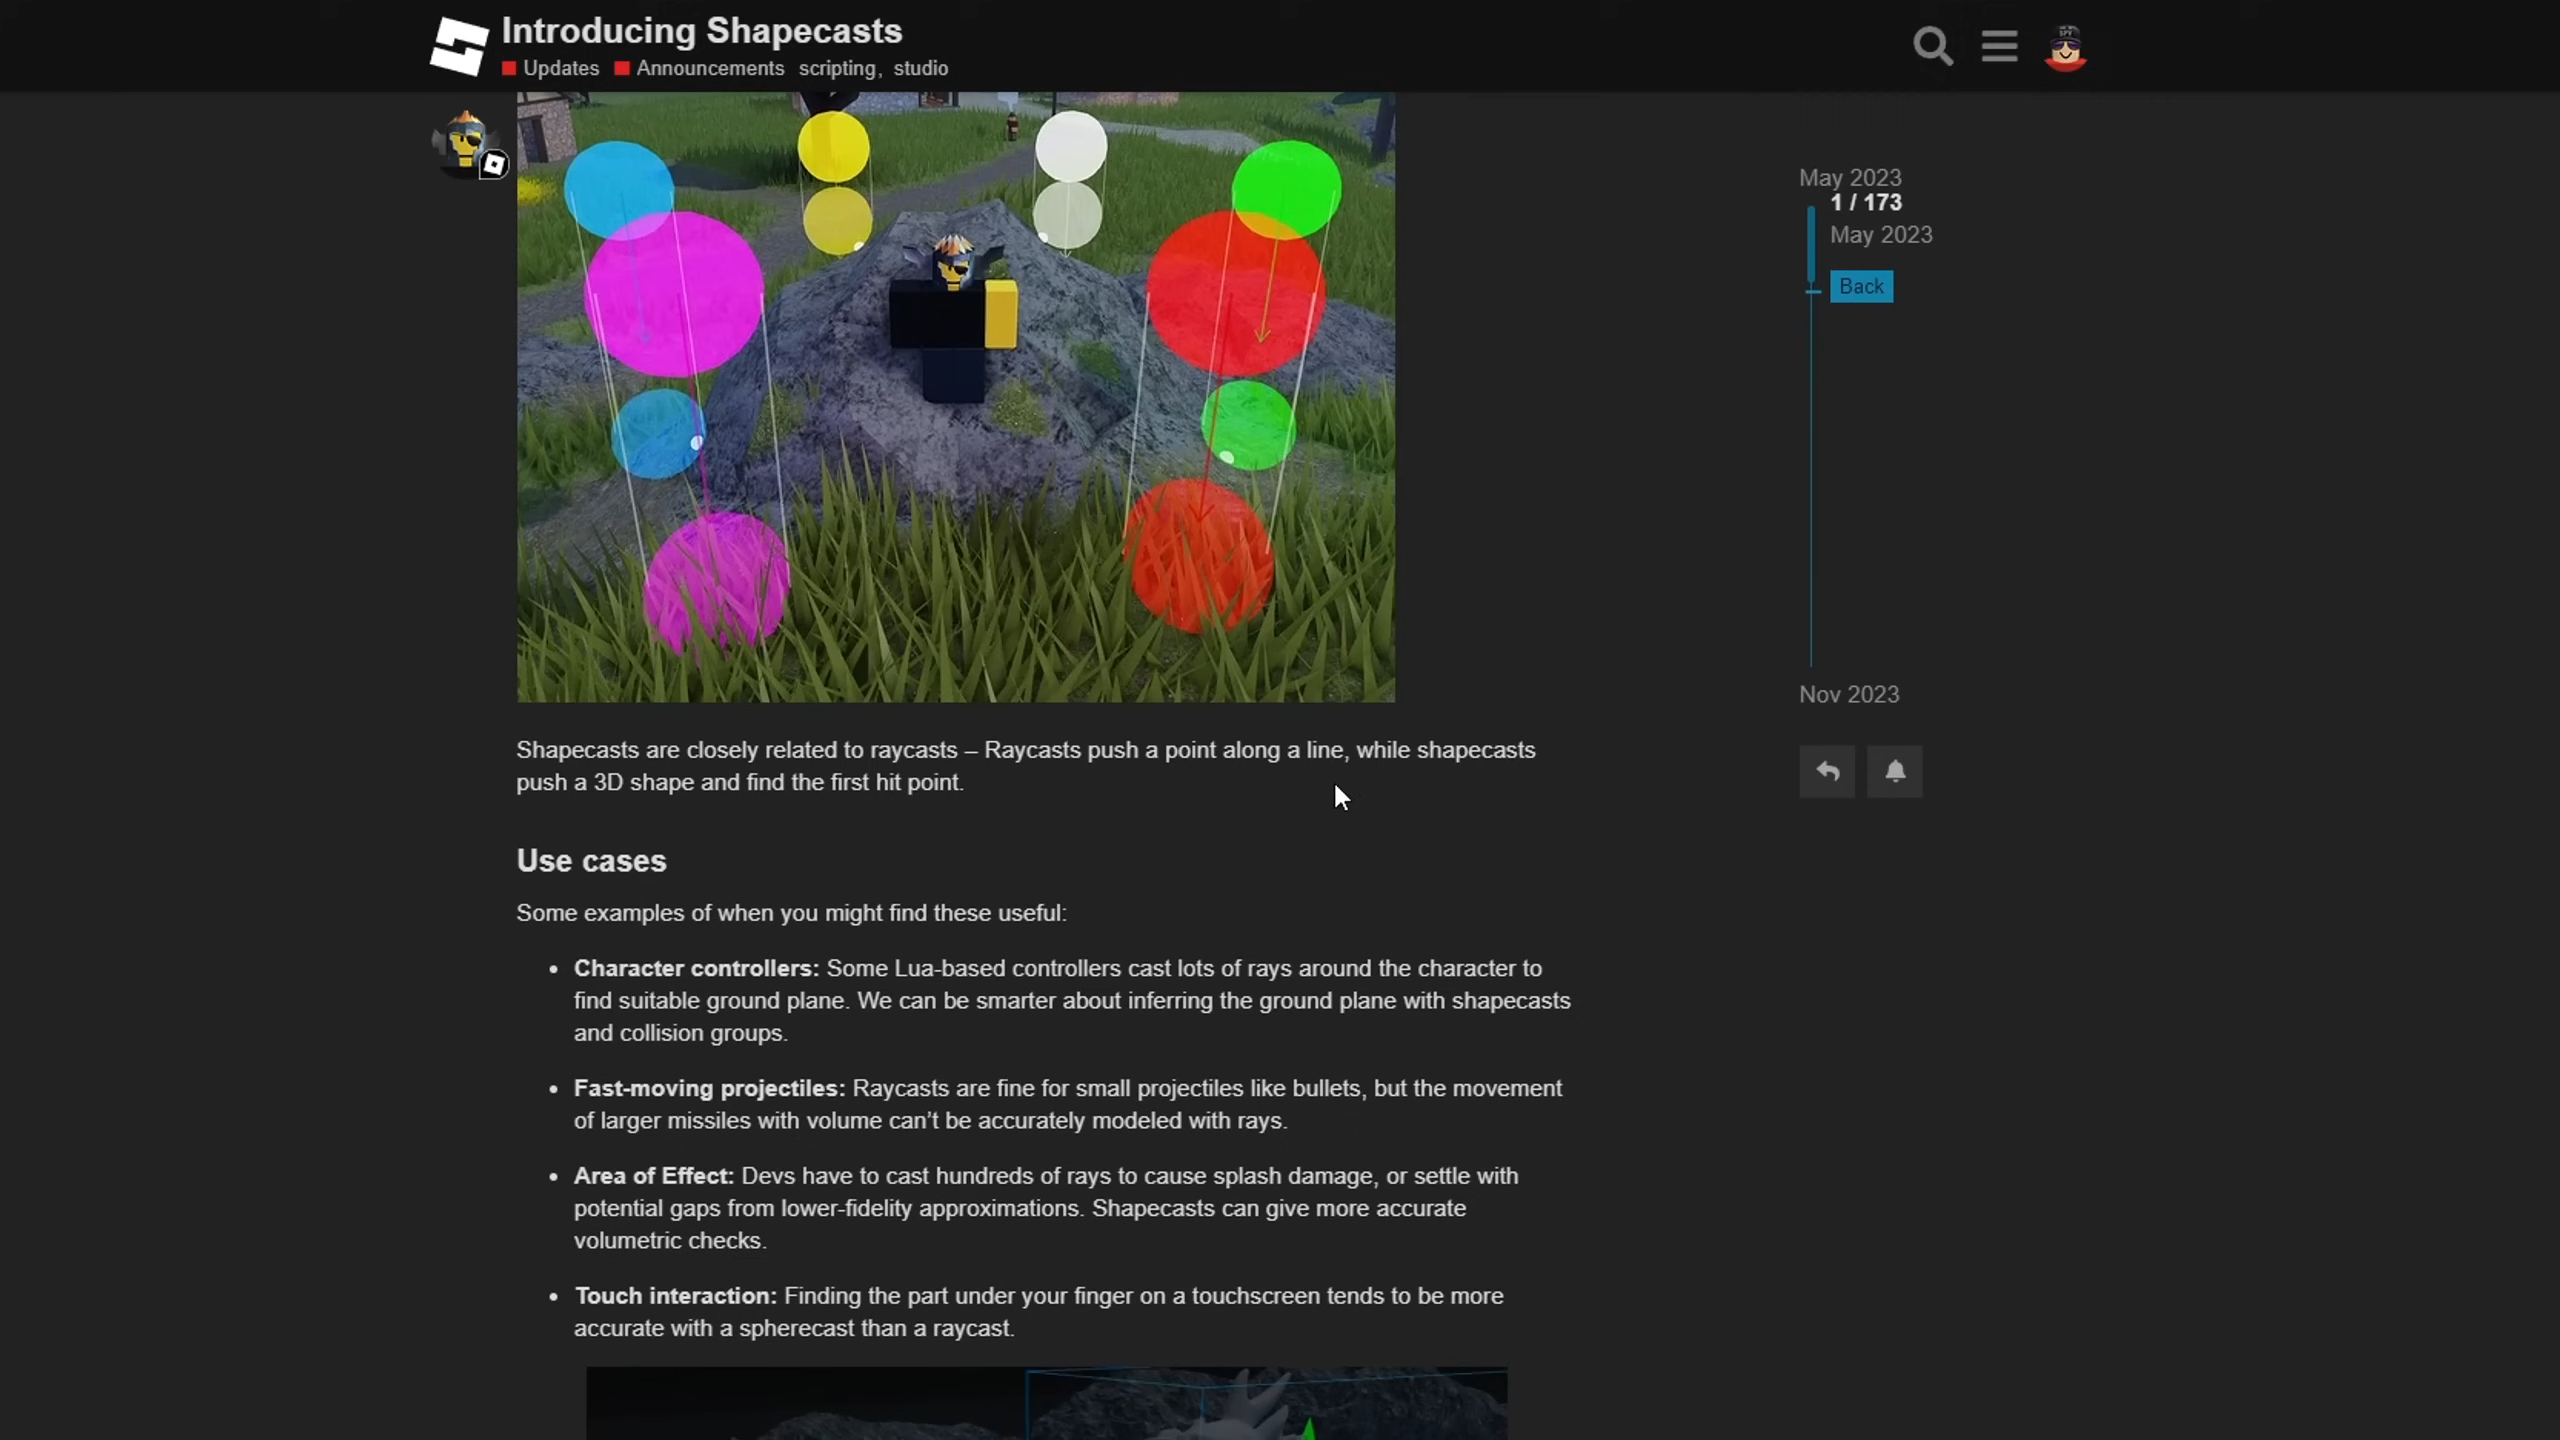 Introducing Shapecasts
Updates Announcements scripting, studio
May 2023
1 / 173
May 2023
Back
Nov 2023
Shapecasts are closely related to raycasts – Raycasts push a point along a line, while shapecasts
push a 3D shape and find the first hit point.
Use cases
Some examples of when you might find these useful:
• Character controllers: Some Lua-based controllers cast lots of rays around the character to
find suitable ground plane. We can be smarter about inferring the ground plane with shapecasts
and collision groups.
• Fast-moving projectiles: Raycasts are fine for small projectiles like bullets, but the movement
of larger missiles with volume can’t be accurately modeled with rays.
• Area of Effect: Devs have to cast hundreds of rays to cause splash damage, or settle with
potential gaps from lower-fidelity approximations. Shapecasts can give more accurate
volumetric checks.
• Touch interaction: Finding the part under your finger on a touchscreen tends to be more
accurate with a spherecast than a raycast.